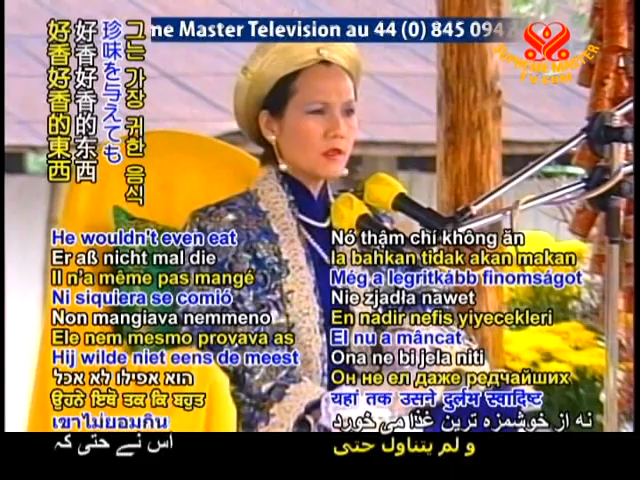 me Master Television au 44 (0) 845 094
SUPREME MASTER
TV.COM
그는 가장 귀한 음식
珍味を与えても
好香好香的东西
好香好香的東西
He wouldn't even eat
Er aß nicht mal die
Il n'a même pas mangé
Ni siquiera se comió
Non mangiava nemmeno
Ele nem mesmo provava as
Hij wilde niet eens de meest
הוא אפילו לא אכל
ਉਹਨੇ ਇਥੋ ਤਕ ਕਿ ਬਹੁਤ
เขาไม่ยอมกิน
اس نے حتی کہ
Nó thậm chí không ăn
Ia bahkan tidak akan makan
Még a legritkább finomságot
Nie zjadła nawet
En nadir nefis yiyecekleri
El nu a mâncat
Ona ne bi jela niti
Он не ел даже редчайших
यहां तक उसने दुर्लभ स्वादिष्ट
نه از خوشمزه ترین غذا می خورد
و لم يتناول حتى